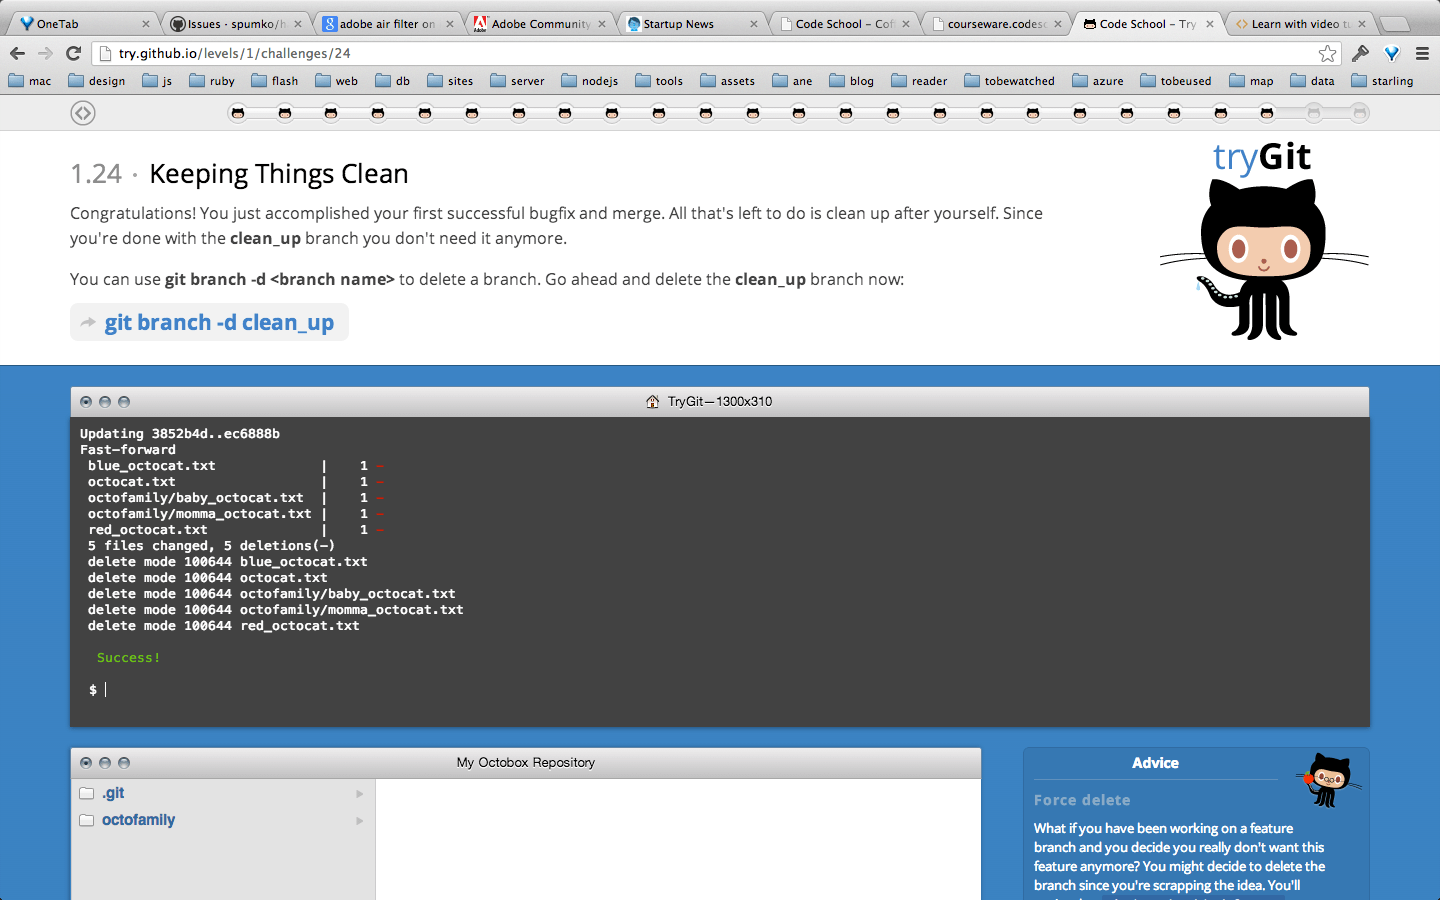 OneTab
Issues · spumko/h
adobe air filter on
Adobe Community
Startup News
Code School – Cof
courseware.codesc
Code School – Try
Learn with video tu
try.github.io/levels/1/challenges/24
mac
design
js
ruby
flash
web
db
sites
server
nodejs
tools
assets
ane
blog
reader
tobewatched
azure
tobeused
map
data
starling
tryGit
1.24 · Keeping Things Clean
Congratulations! You just accomplished your first successful bugfix and merge. All that's left to do is clean up after yourself. Since
you're done with the clean_up branch you don't need it anymore.
You can use git branch -d <branch name> to delete a branch. Go ahead and delete the clean_up branch now:
git branch -d clean_up
TryGit—1300x310
Updating 3852b4d..ec6888b
Fast-forward
blue_octocat.txt | 1 -
octocat.txt | 1 -
octofamily/baby_octocat.txt | 1 -
octofamily/momma_octocat.txt | 1 -
red_octocat.txt | 1 -
5 files changed, 5 deletions(-)
delete mode 100644 blue_octocat.txt
delete mode 100644 octocat.txt
delete mode 100644 octofamily/baby_octocat.txt
delete mode 100644 octofamily/momma_octocat.txt
delete mode 100644 red_octocat.txt
Success!
$
My Octobox Repository
.git
octofamily
Advice
Force delete
What if you have been working on a feature
branch and you decide you really don't want this
feature anymore? You might decide to delete the
branch since you're scrapping the idea. You'll